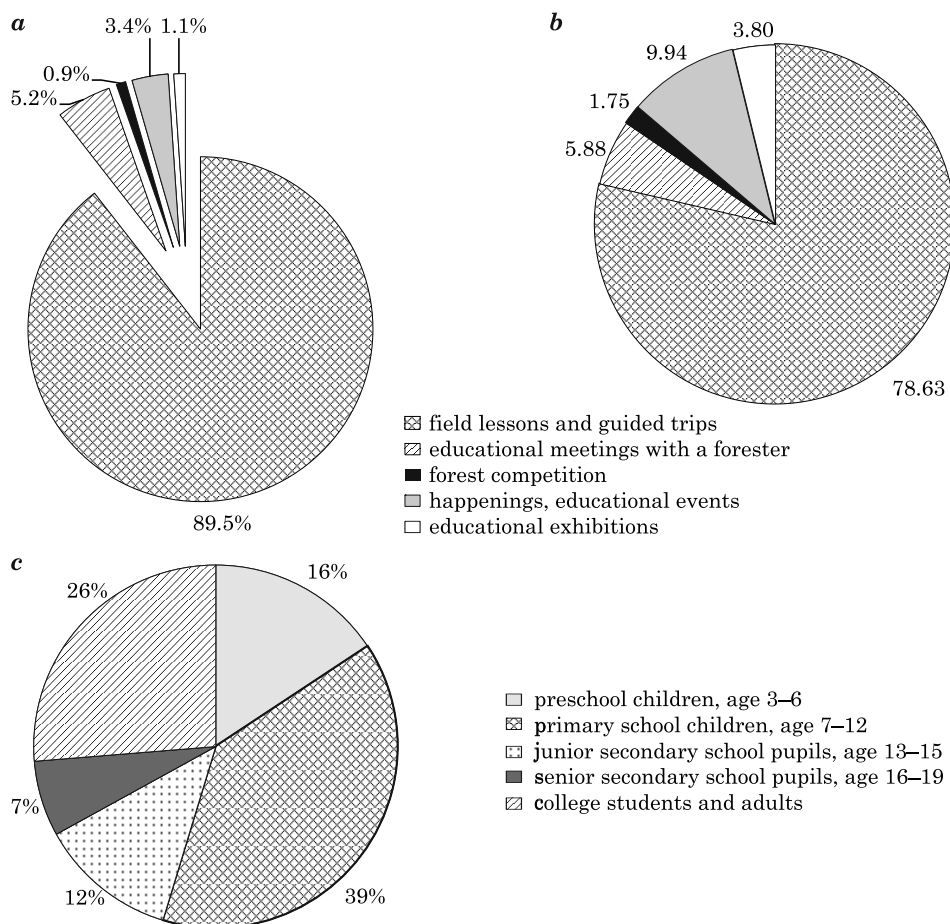 a
3.4% 1.1%
0.9%
5.2%
89.5%
b
3.80
9.94
1.75
5.88
78.63
field lessons and guided trips
educational meetings with a forester
forest competition
happenings, educational events
educational exhibitions
c
26%
16%
7%
12%
39%
preschool children, age 3–6
primary school children, age 7–12
junior secondary school pupils, age 13–15
senior secondary school pupils, age 16–19
college students and adults